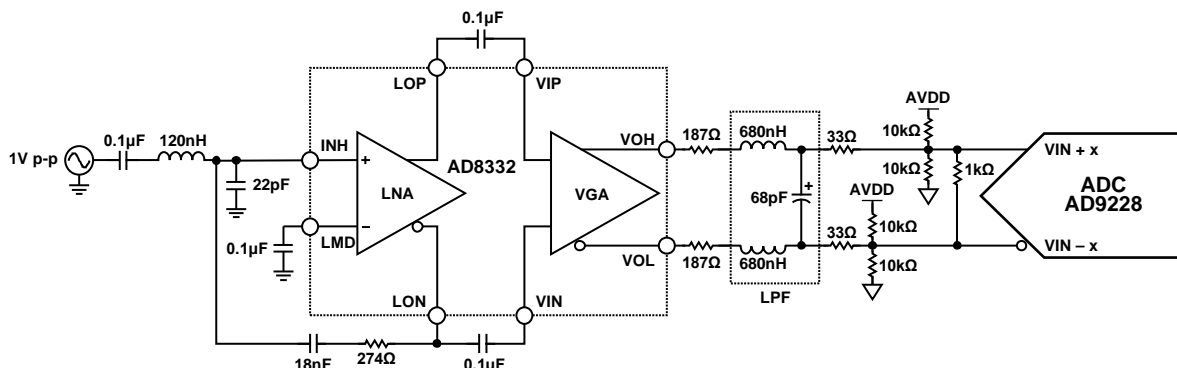 0.1µF
LOP
VIP
AVDD
10kΩ
187Ω
680nH
33Ω
VOH
INH
AD8332
1V p-p
0.1µF
120nH
22pF
+
LNA
VGA
68pF
+
AVDD
10kΩ
1kΩ
VIN + x
ADC
AD9228
VIN – x
–
LMD
0.1µF
VOL
187Ω
680nH
33Ω
10kΩ
10kΩ
LPF
LON
VIN
18nF
274Ω
0.1µF